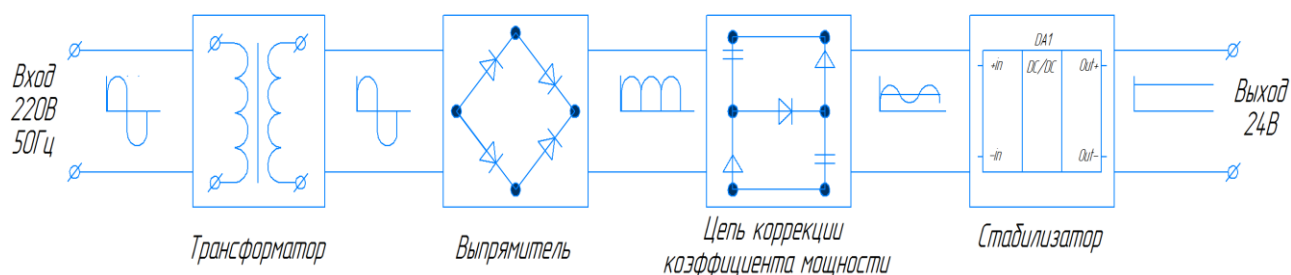 Вход
220В
50Гц
DA1
+in
DC/DC
Out+
-in
Out-
Выход
24В
Трансформатор
Выпрямитель
Цепь коррекции
коэффициента мощности
Стабилизатор